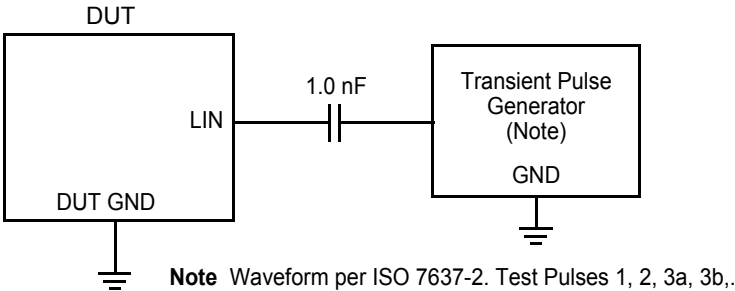 DUT
1.0 nF
Transient Pulse
Generator
(Note)
LIN
GND
DUT GND
Note Waveform per ISO 7637-2. Test Pulses 1, 2, 3a, 3b,.